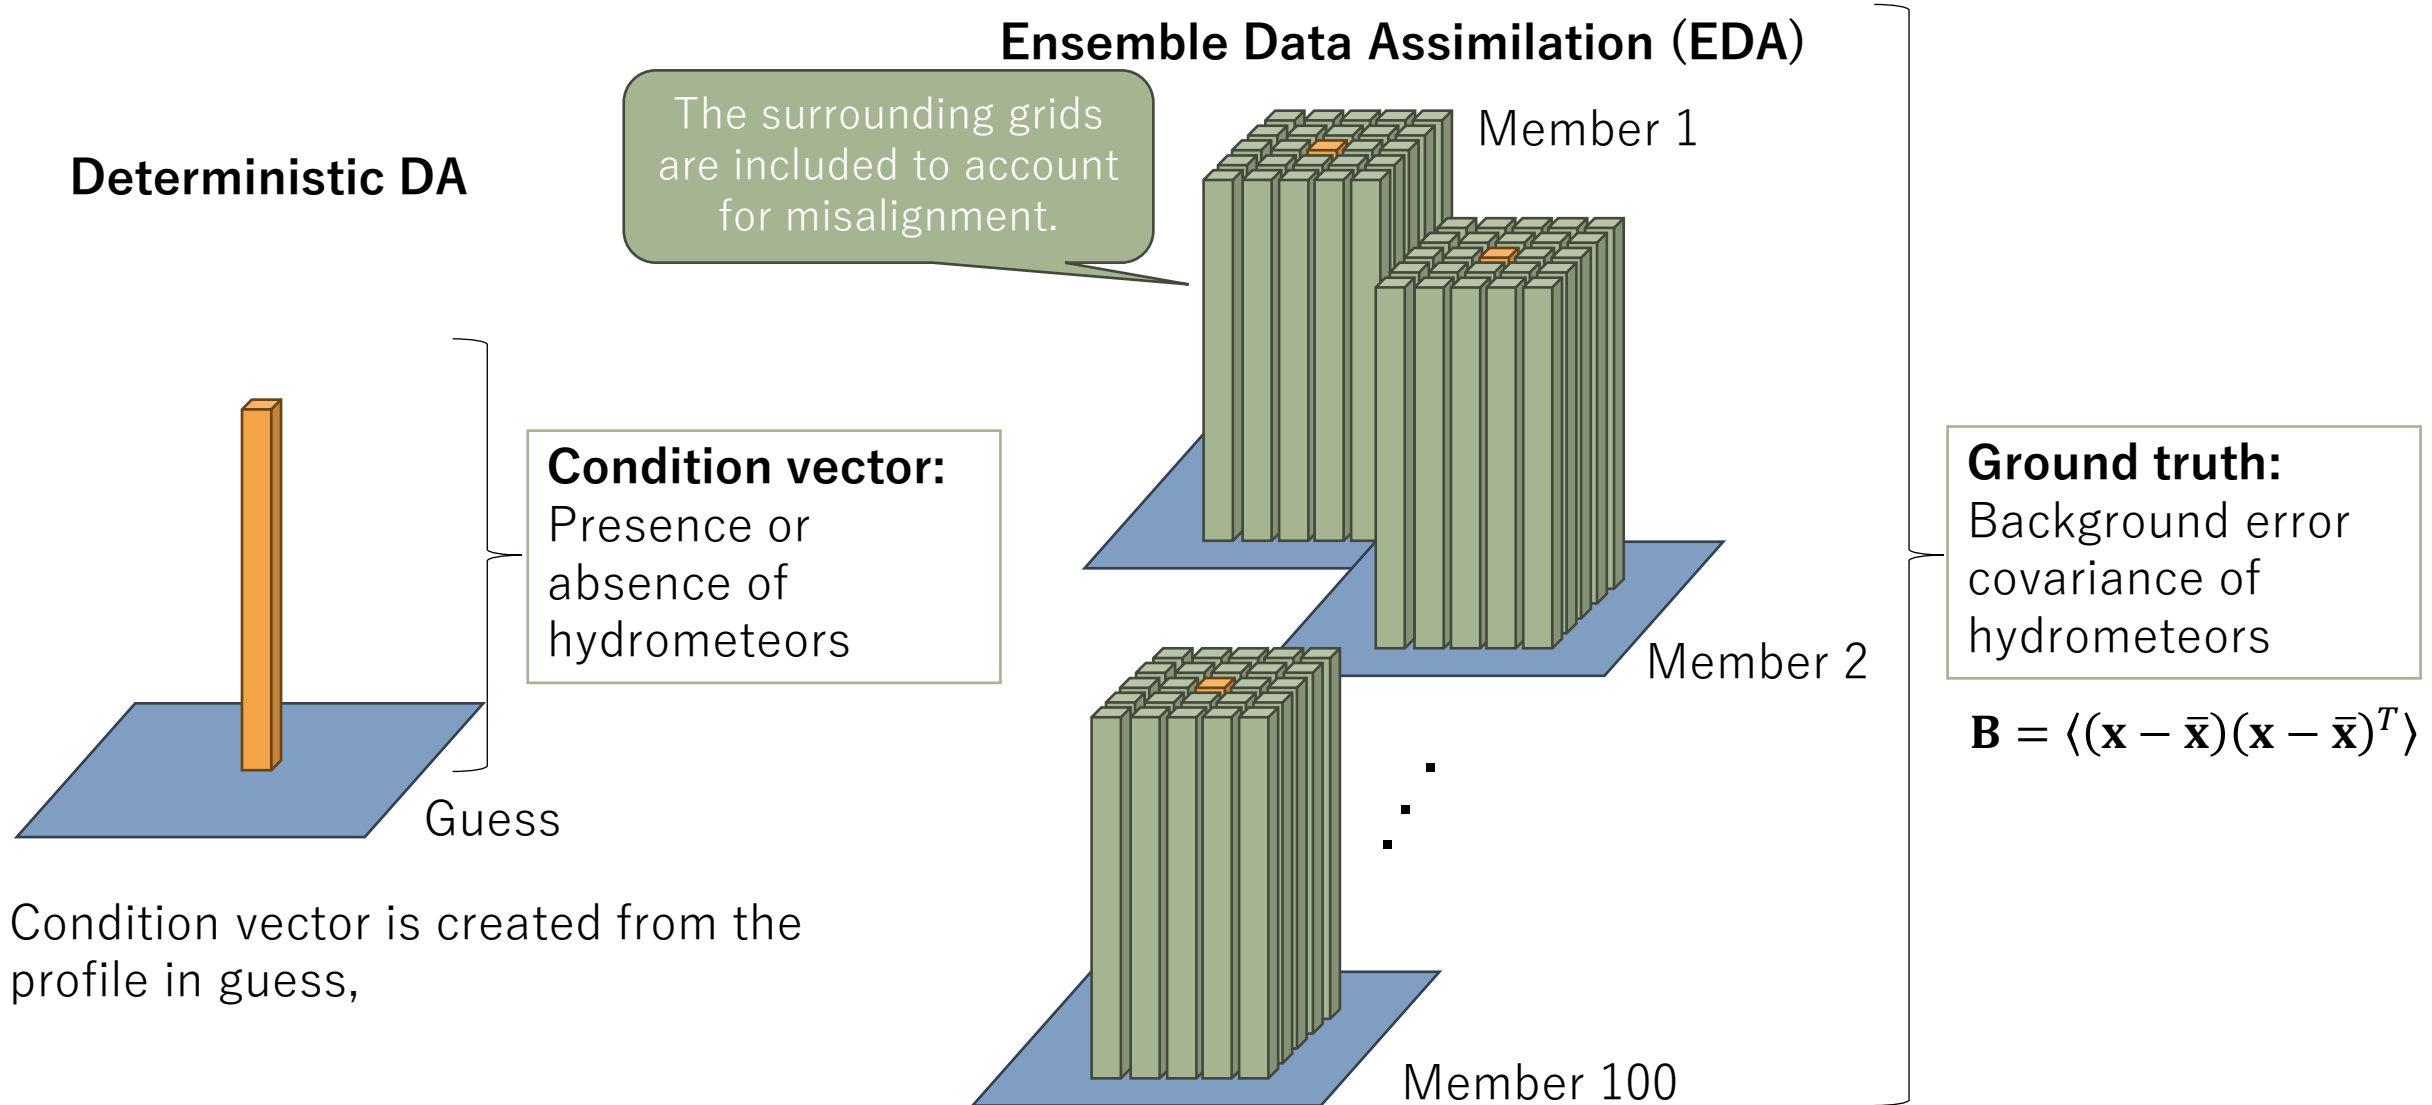 Ensemble Data Assimilation (EDA)
The surrounding grids
are included to account
for misalignment.
Member 1
Deterministic DA
Condition vector:
Presence or
absence of
hydrometeors
Ground truth:
Background error
covariance of
hydrometeors
Member 2
𝐁 = ⟨(𝐱 − 𝐱̄)(𝐱 − 𝐱̄)ᵀ⟩
Guess
Condition vector is created from the
profile in guess,
Member 100